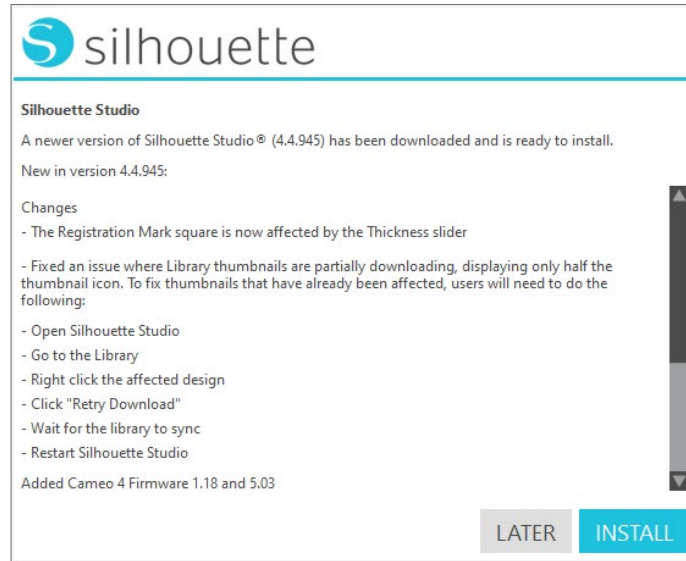 S silhouette
Silhouette Studio
A newer version of Silhouette Studio® (4.4.945) has been downloaded and is ready to install.
New in version 4.4.945:
Changes
- The Registration Mark square is now affected by the Thickness slider
- Fixed an issue where Library thumbnails are partially downloading, displaying only half the
thumbnail icon. To fix thumbnails that have already been affected, users will need to do the
following:
- Open Silhouette Studio
- Go to the Library
- Right click the affected design
- Click "Retry Download"
- Wait for the library to sync
- Restart Silhouette Studio
Added Cameo 4 Firmware 1.18 and 5.03
LATER INSTALL